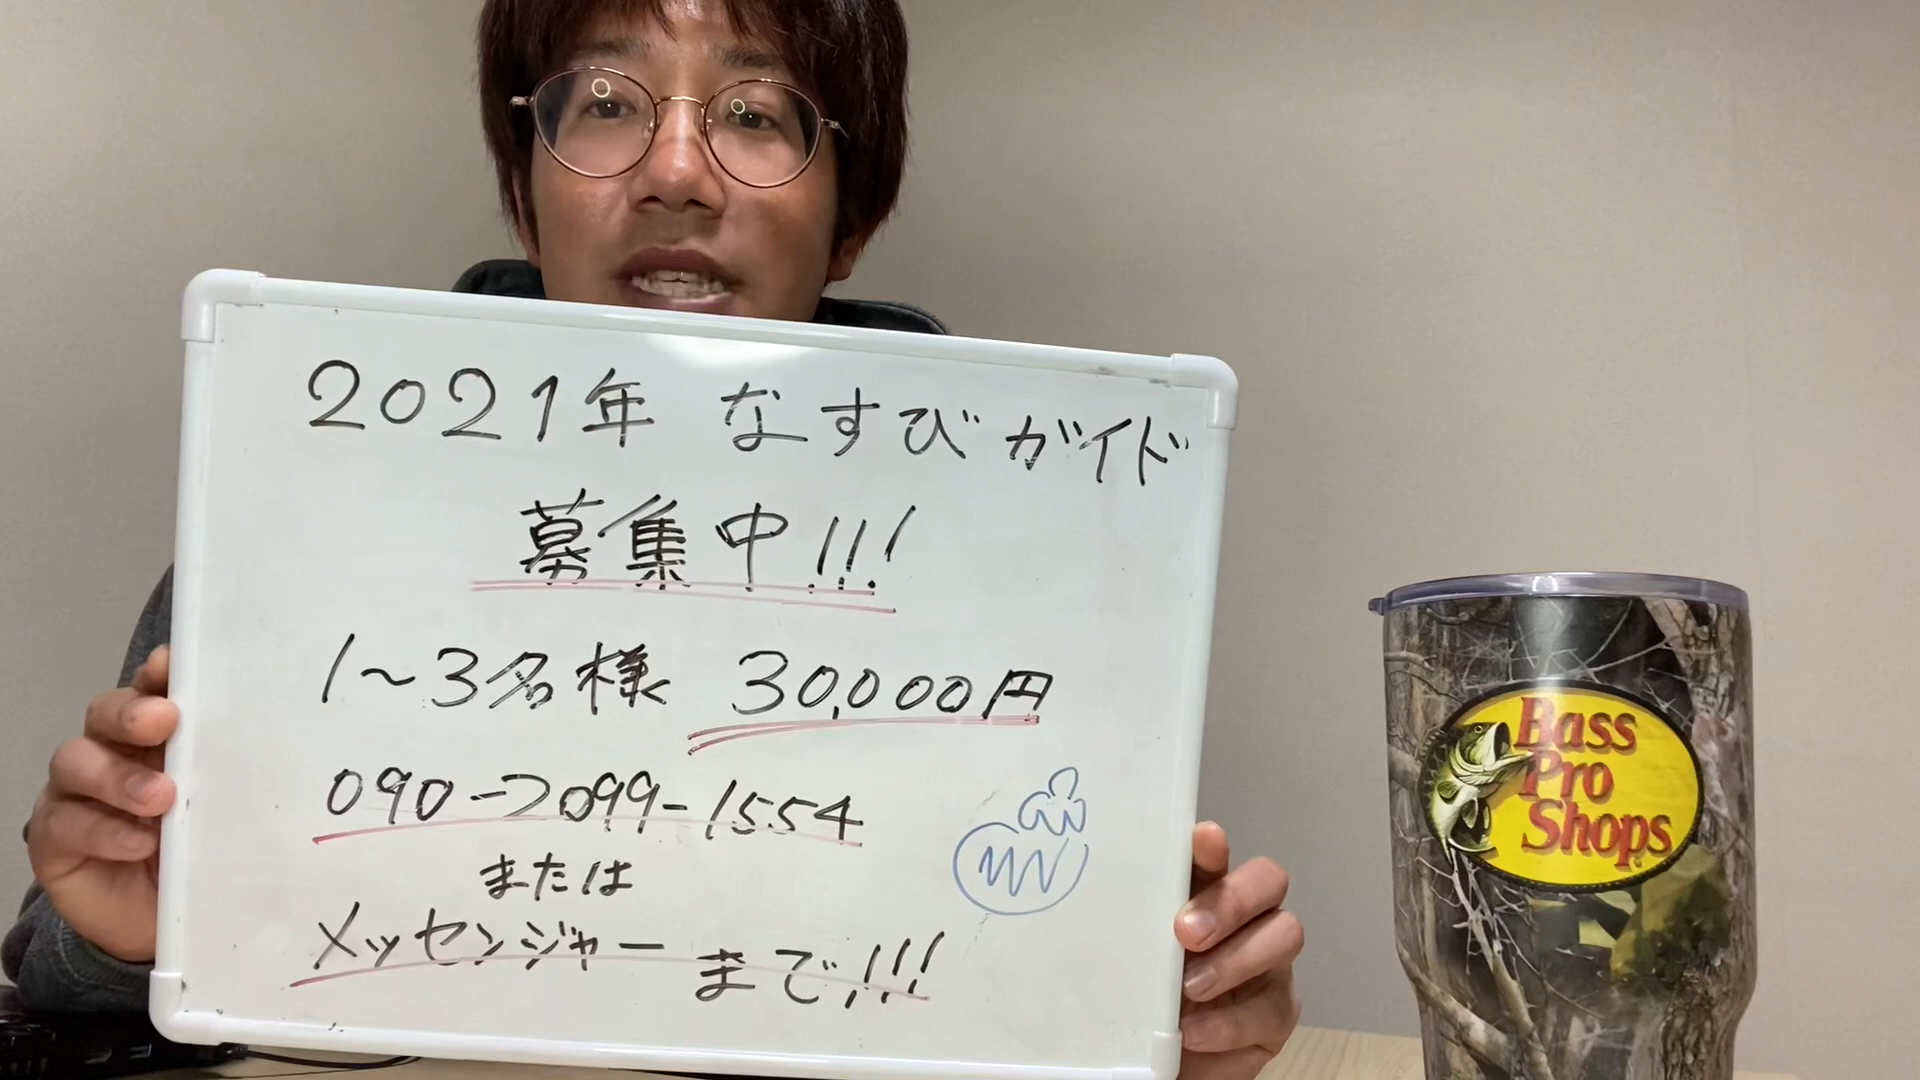 2021年 なすびガイド
募集中!!!
1〜3名様 30,000円
090-2099-1554
または
メッセンジャーまで!!!
Bass
Pro
Shops